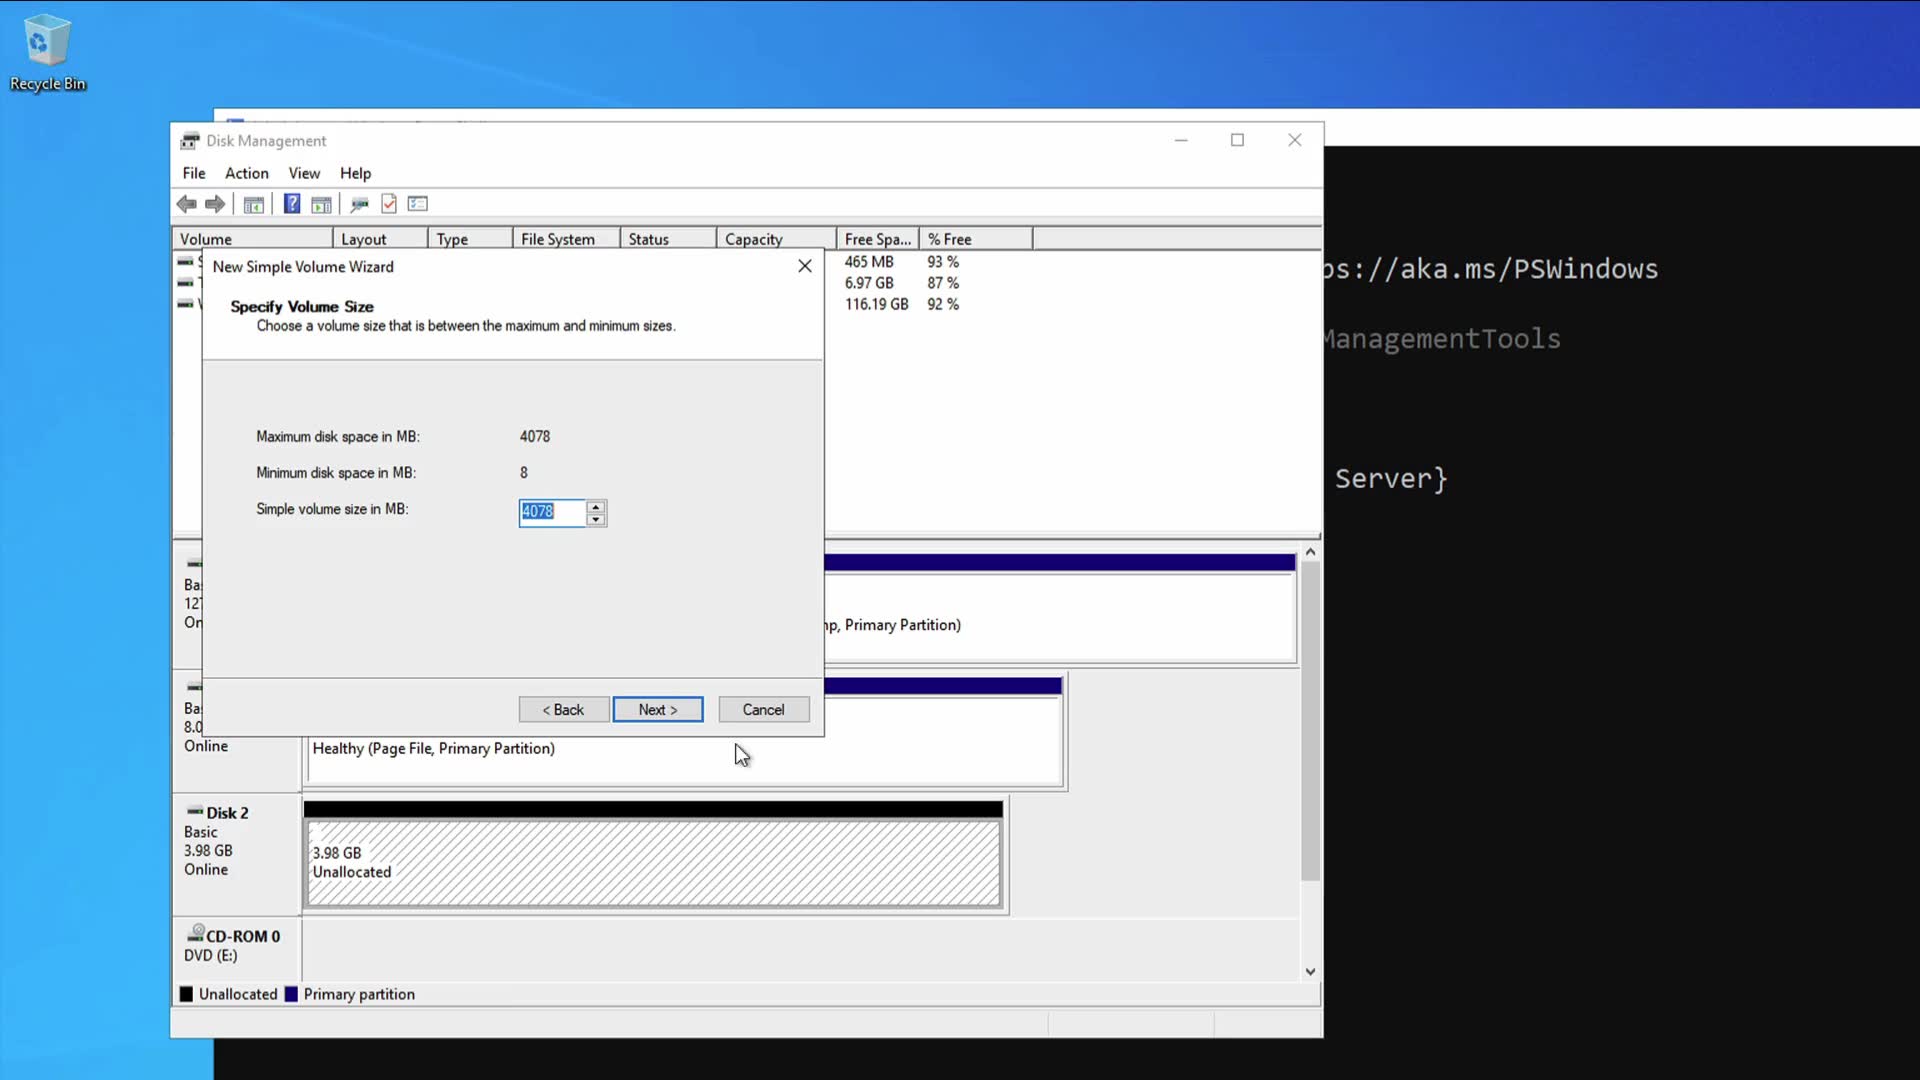 Recycle Bin
Disk Management
File Action View Help
Volume Layout Type File System Status Capacity Free Spa... % Free
465 MB 93 %
6.97 GB 87 %
116.19 GB 92 %
New Simple Volume Wizard
Specify Volume Size
Choose a volume size that is between the maximum and minimum sizes.
Maximum disk space in MB: 4078
Minimum disk space in MB: 8
Simple volume size in MB: 4078
< Back Next > Cancel
ps://aka.ms/PSWindows
ManagementTools
Server}
Ba
127
On
, Primary Partition)
Ba
8.0
Online
Healthy (Page File, Primary Partition)
Disk 2
Basic
3.98 GB
Online
3.98 GB
Unallocated
CD-ROM 0
DVD (E:)
Unallocated Primary partition